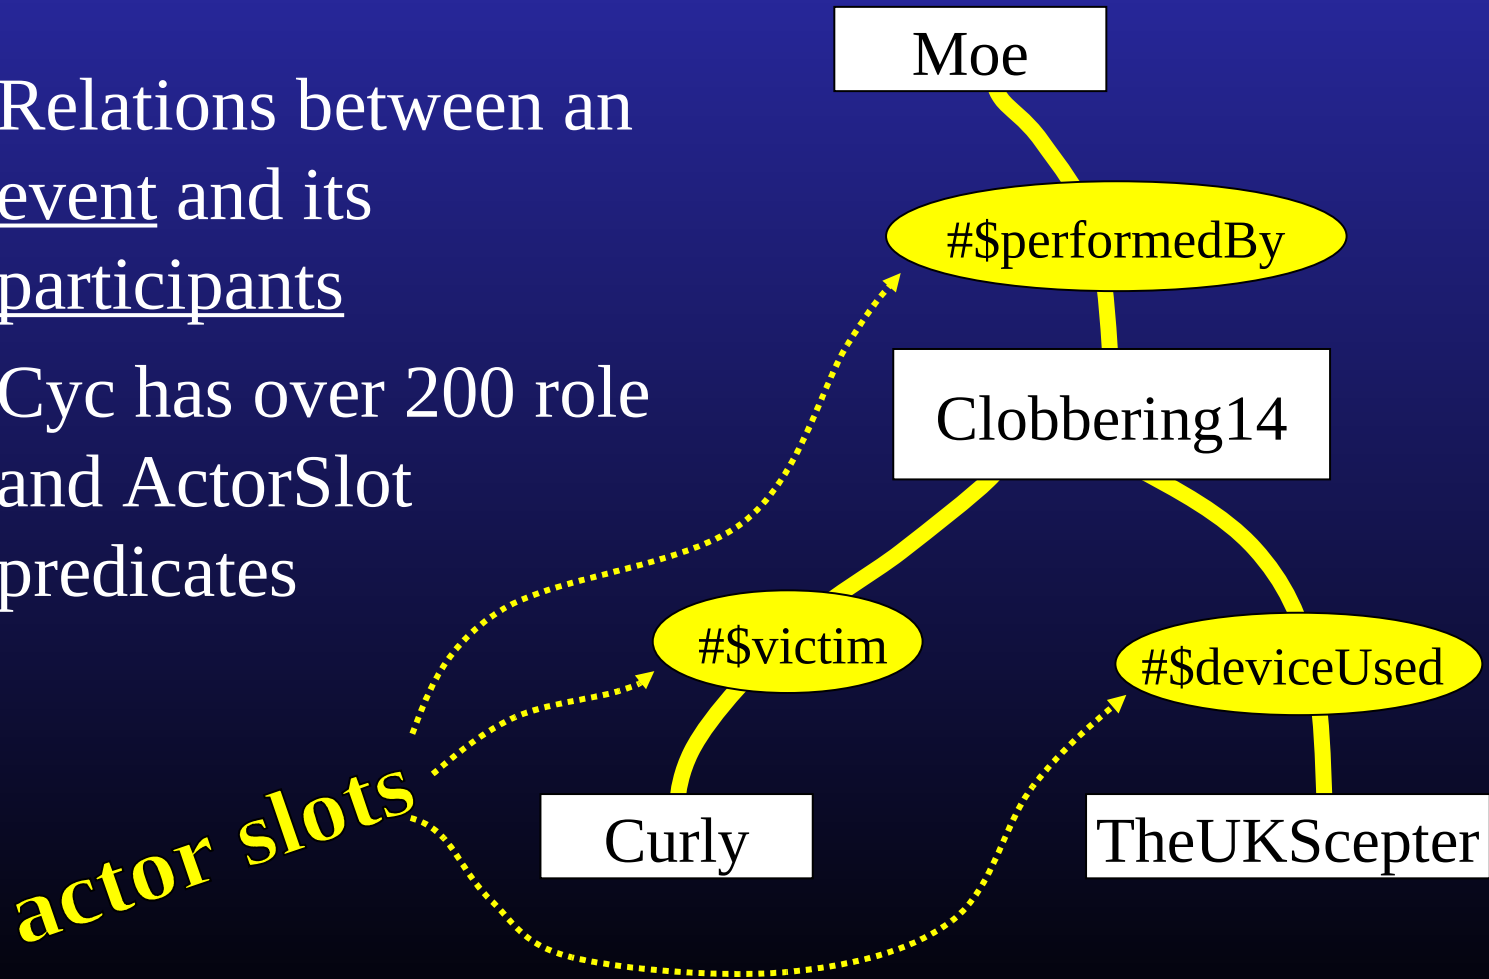 Relations between an
event and its
participants
Cyc has over 200 role
and ActorSlot
predicates
Moe
#$performedBy
Clobbering14
#$victim
#$deviceUsed
Curly
TheUKScepter
actor slots